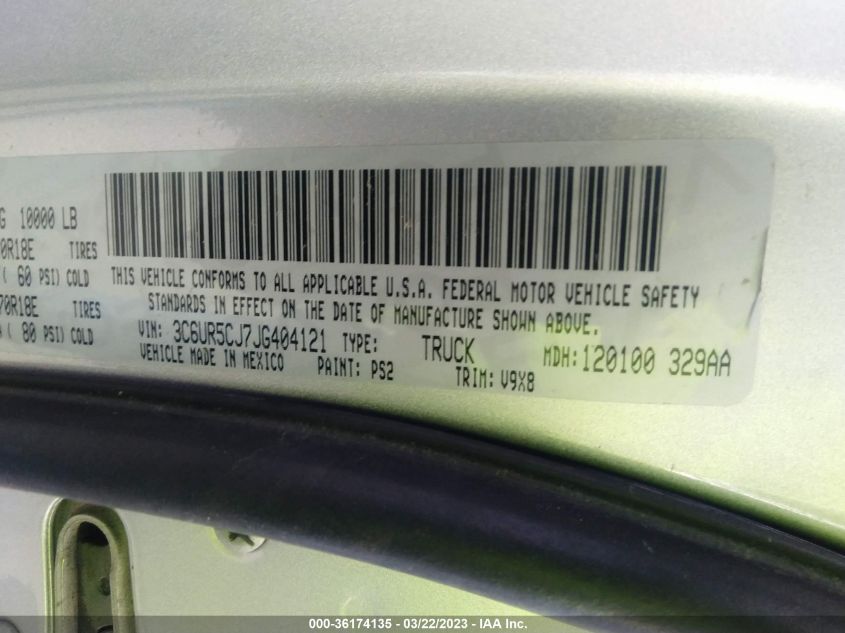 G 10000 LB
0R18E TIRES
( 60 PSI) COLD
70R18E TIRES
( 80 PSI) COLD
THIS VEHICLE CONFORMS TO ALL APPLICABLE U.S.A. FEDERAL MOTOR VEHICLE SAFETY
STANDARDS IN EFFECT ON THE DATE OF MANUFACTURE SHOWN ABOVE.
VIN: 3C6UR5CJ7JG404121 TYPE: TRUCK MDH: 120100 329AA
VEHICLE MADE IN MEXICO PAINT: PS2 TRIM: V9X8
000-36174135 - 03/22/2023 - IAA Inc.